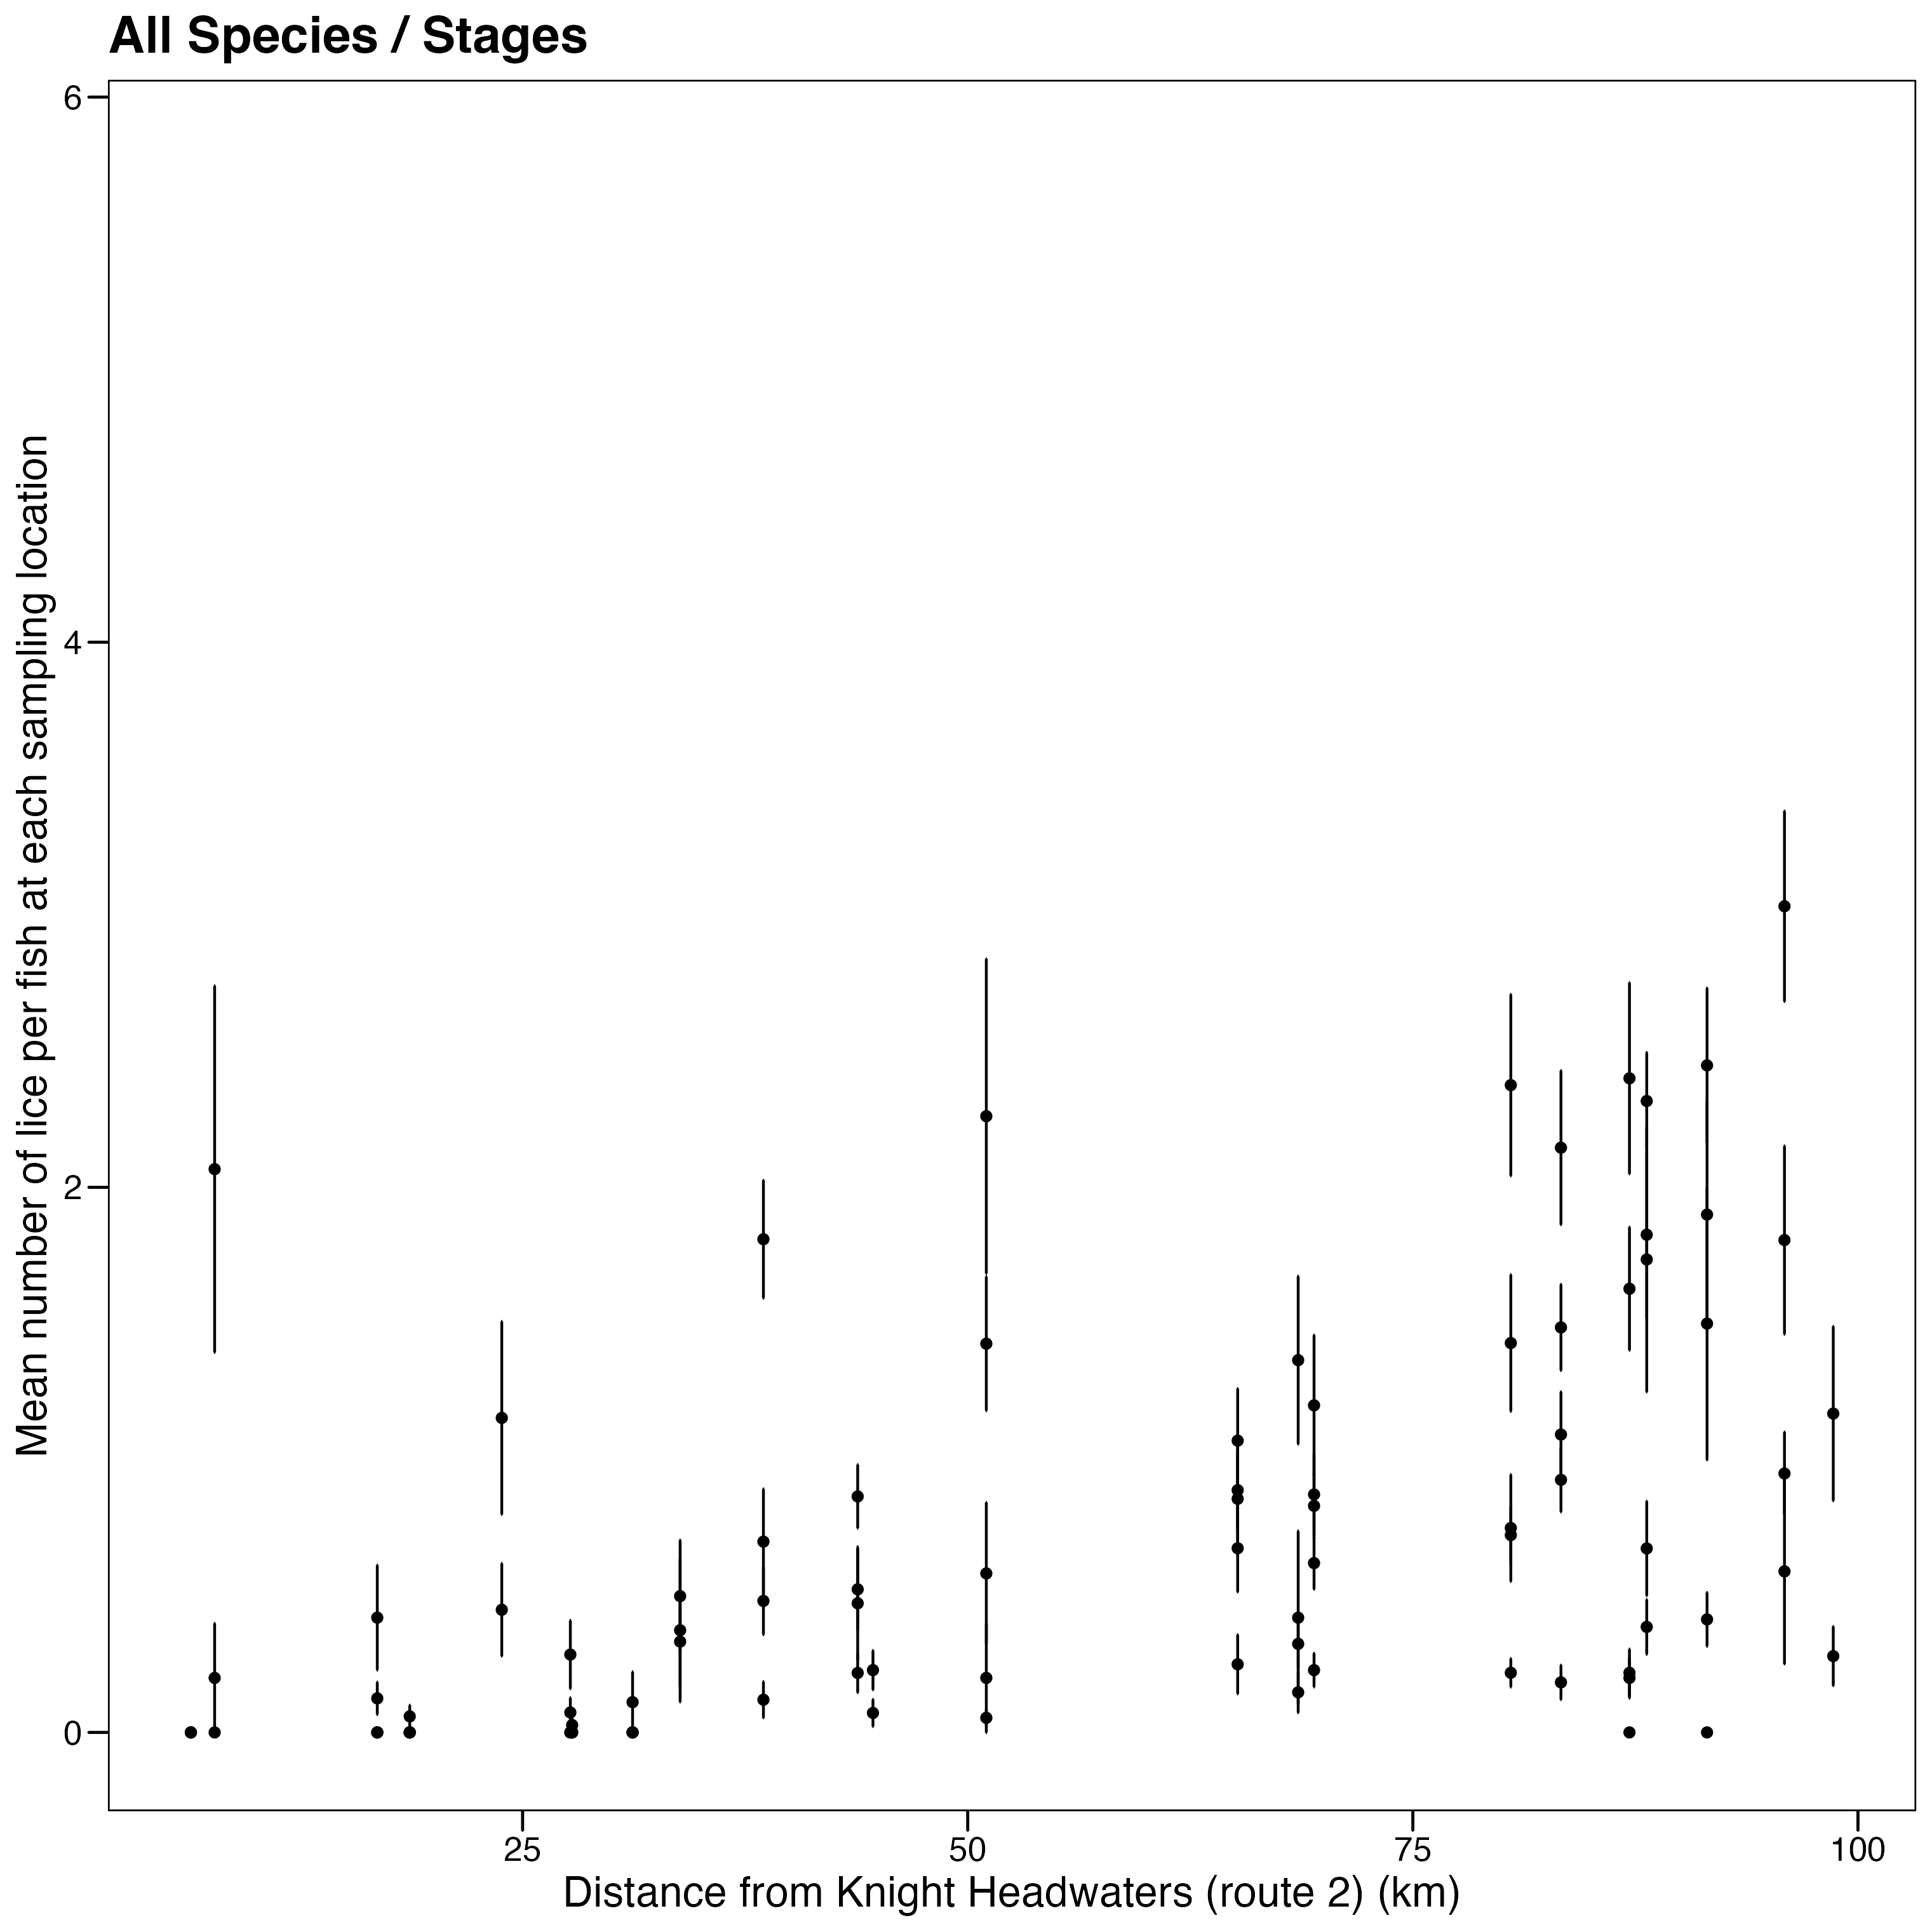 All Species / Stages
Mean number of lice per fish at each sampling location
6
4
2
0
25
50
75
100
Distance from Knight Headwaters (route 2) (km)